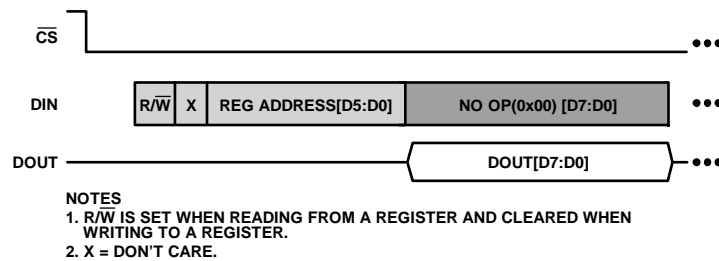 CS
DIN R/W X REG ADDRESS[D5:D0] NO OP(0x00) [D7:D0]
DOUT DOUT[D7:D0]
NOTES
1. R/W IS SET WHEN READING FROM A REGISTER AND CLEARED WHEN
WRITING TO A REGISTER.
2. X = DON'T CARE.